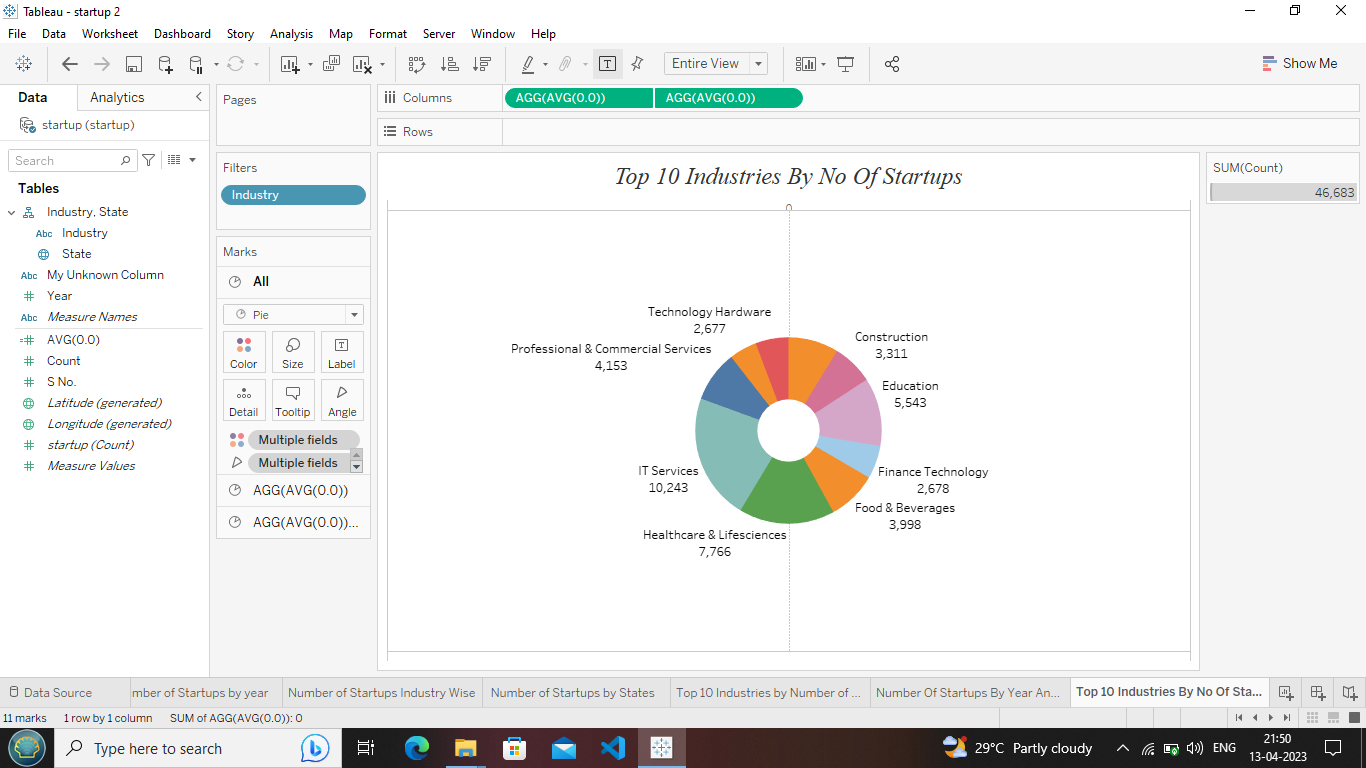 Tableau - startup 2
File Data Worksheet Dashboard Story Analysis Map Format Server Window Help
Entire View
Show Me
Data Analytics
startup (startup)
Search
Tables
Industry, State
Abc Industry
State
Abc My Unknown Column
# Year
Abc Measure Names
=# AVG(0.0)
# Count
# S No.
Latitude (generated)
Longitude (generated)
# startup (Count)
# Measure Values
Pages
Filters
Industry
Marks
All
Pie
Color Size Label
Detail Tooltip Angle
Multiple fields
Multiple fields
AGG(AVG(0.0))
AGG(AVG(0.0))...
Columns AGG(AVG(0.0)) AGG(AVG(0.0))
Rows
Top 10 Industries By No Of Startups
0
Technology Hardware
2,677
Construction
3,311
Professional & Commercial Services
4,153
Education
5,543
IT Services
10,243
Finance Technology
2,678
Food & Beverages
3,998
Healthcare & Lifesciences
7,766
SUM(Count)
46,683
Data Source mber of Startups by year Number of Startups Industry Wise Number of Startups by States Top 10 Industries by Number of ... Number Of Startups By Year An... Top 10 Industries By No Of Sta...
11 marks 1 row by 1 column SUM of AGG(AVG(0.0)): 0
Type here to search
29°C Partly cloudy
ENG
21:50
13-04-2023